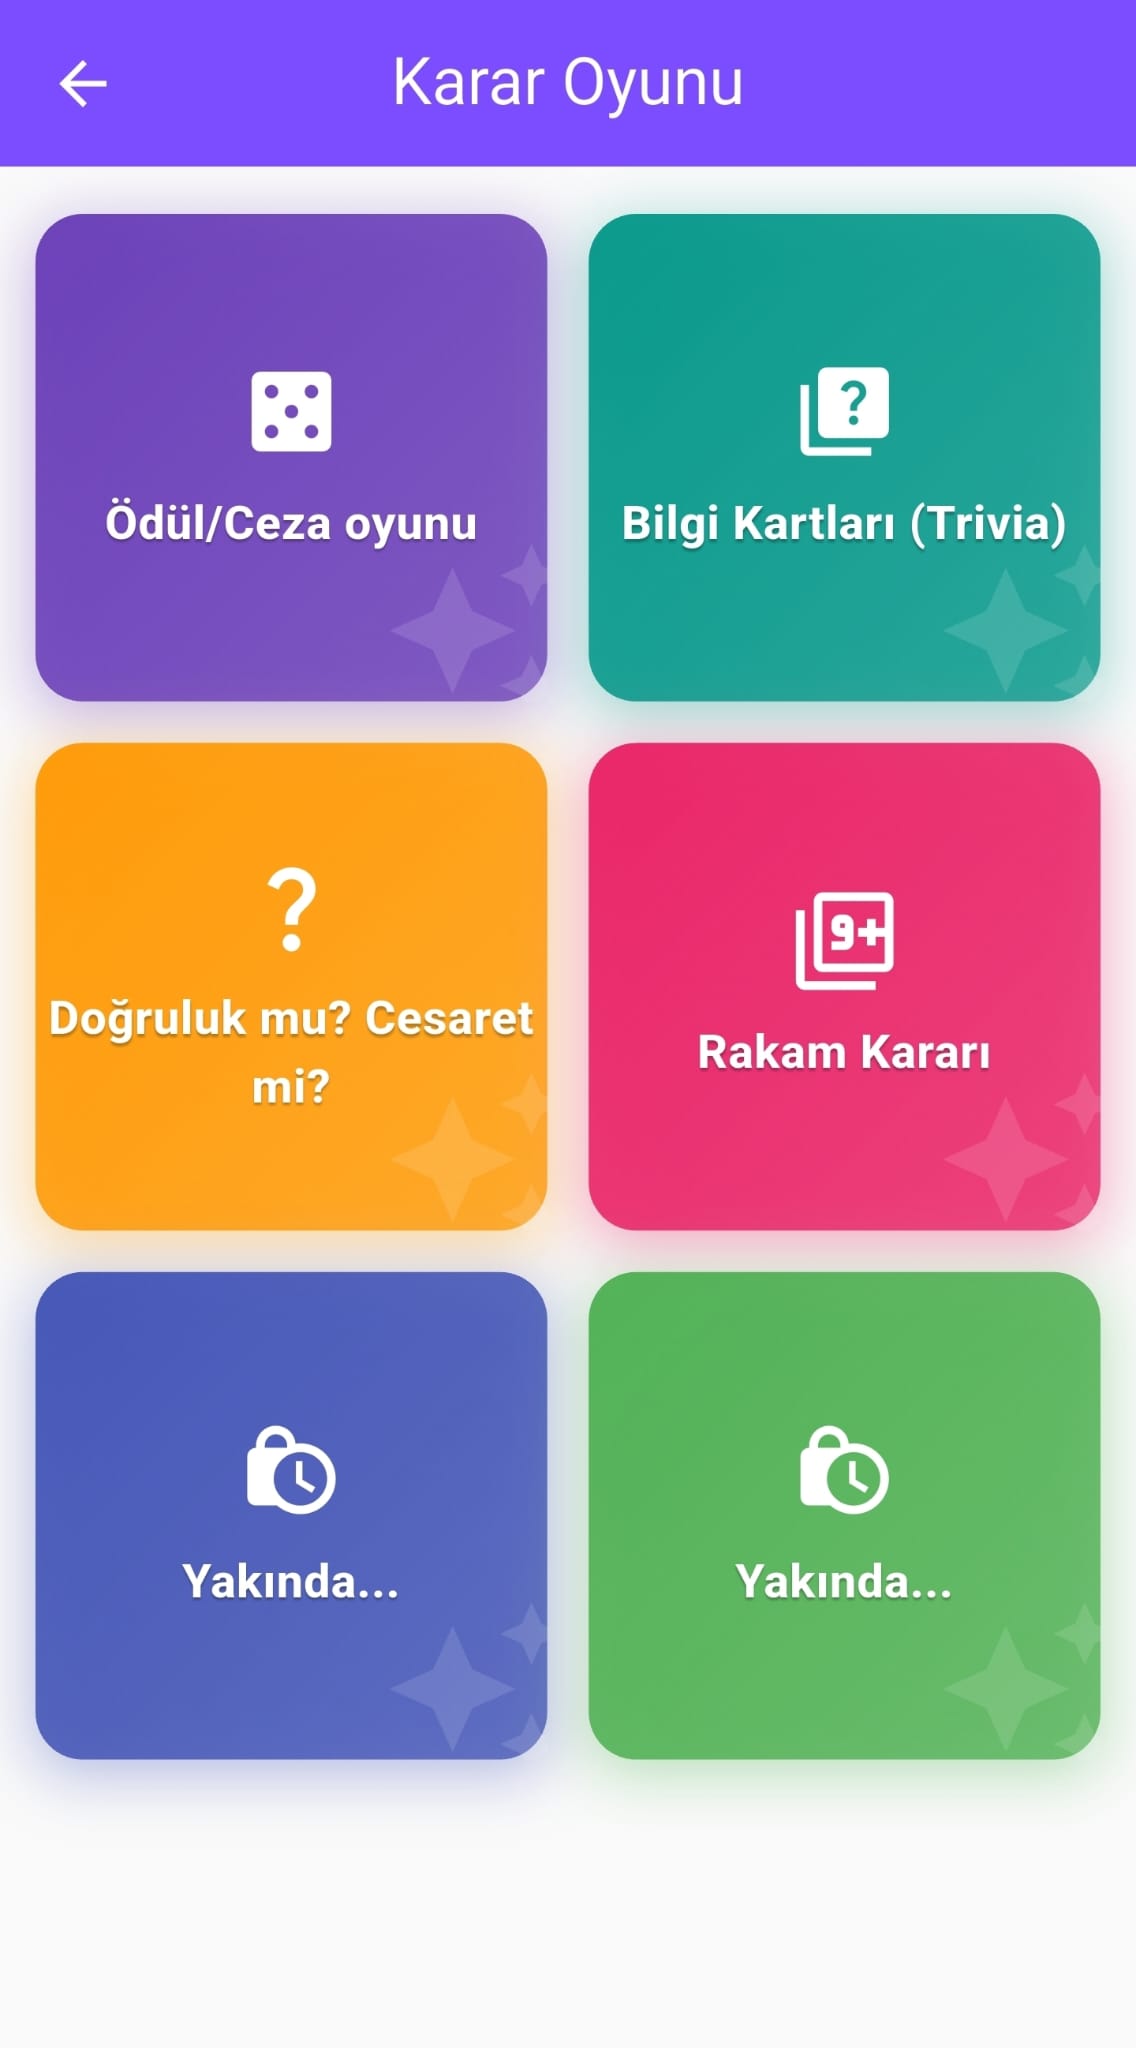 Karar Oyunu
Ödül/Ceza oyunu
Bilgi Kartları (Trivia)
?
Doğruluk mu? Cesaret
mi?
9+
Rakam Kararı
Yakında...
Yakında...